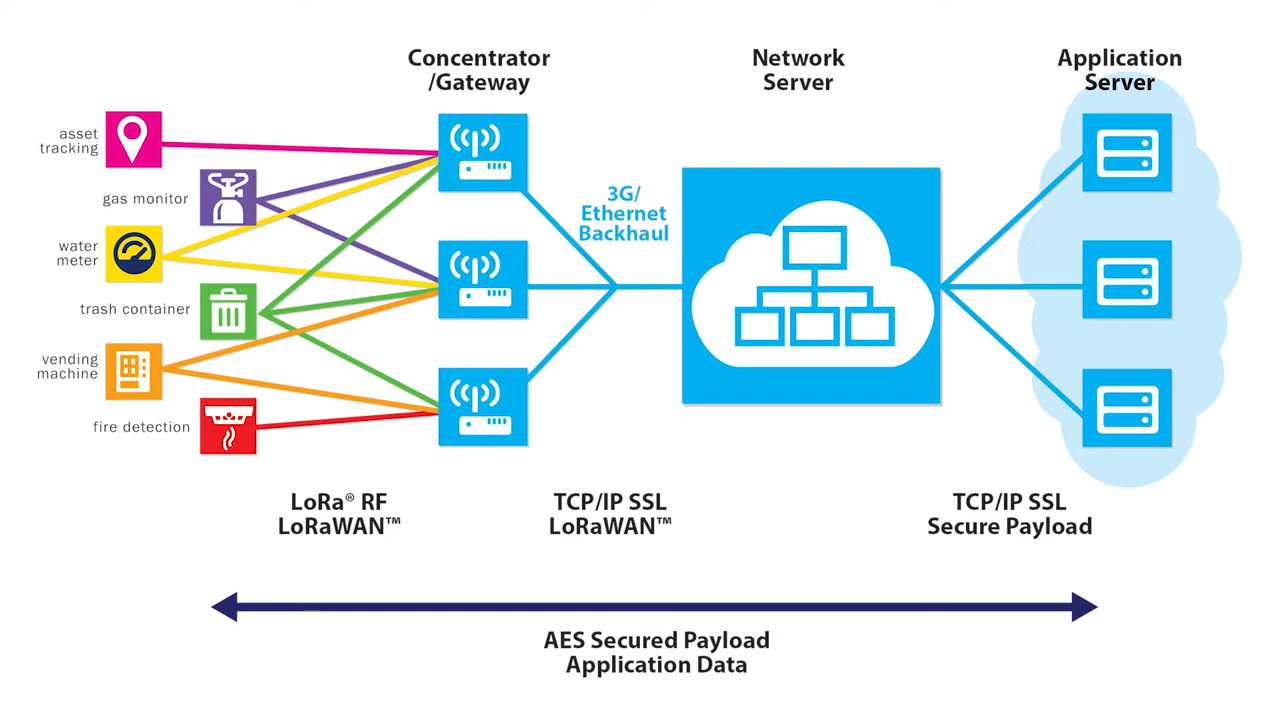 Concentrator
/Gateway
Network
Server
Application
Server
asset
tracking
gas monitor
water
meter
trash container
vending
machine
fire detection
3G/
Ethernet
Backhaul
LoRa® RF
LoRaWAN™
TCP/IP SSL
LoRaWAN™
TCP/IP SSL
Secure Payload
AES Secured Payload
Application Data